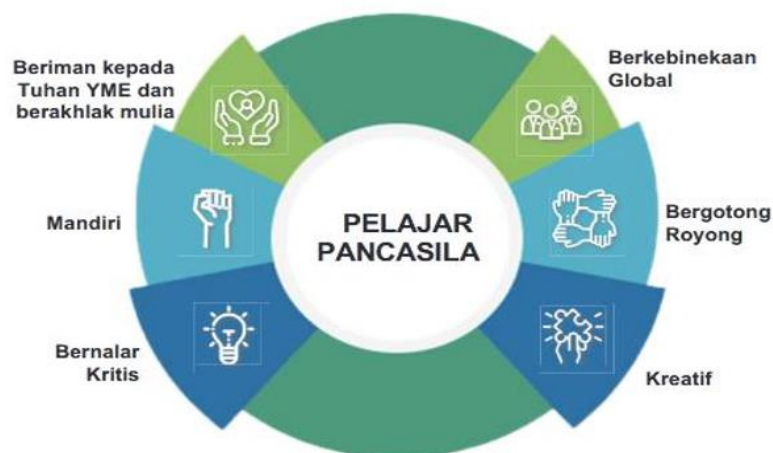 Beriman kepada
Tuhan YME dan
berakhlak mulia
Berkebinekaan
Global
Mandiri
PELAJAR
PANCASILA
Bergotong
Royong
Bernalar
Kritis
Kreatif